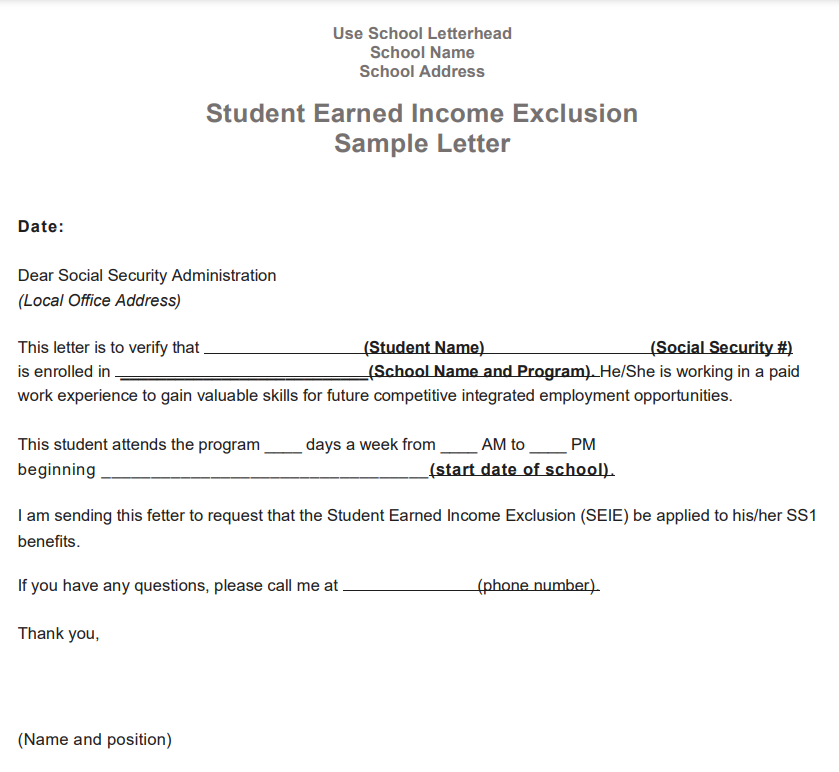 Use School Letterhead
School Name
School Address
Student Earned Income Exclusion
Sample Letter
Date:
Dear Social Security Administration
(Local Office Address)
This letter is to verify that __________________(Student Name)___________________(Social Security #)
is enrolled in ____________________________(School Name and Program). He/She is working in a paid
work experience to gain valuable skills for future competitive integrated employment opportunities.
This student attends the program ____ days a week from ____ AM to ____ PM
beginning ___________________________________(start date of school).
I am sending this fetter to request that the Student Earned Income Exclusion (SEIE) be applied to his/her SS1
benefits.
If you have any questions, please call me at _______________(phone number).
Thank you,
(Name and position)